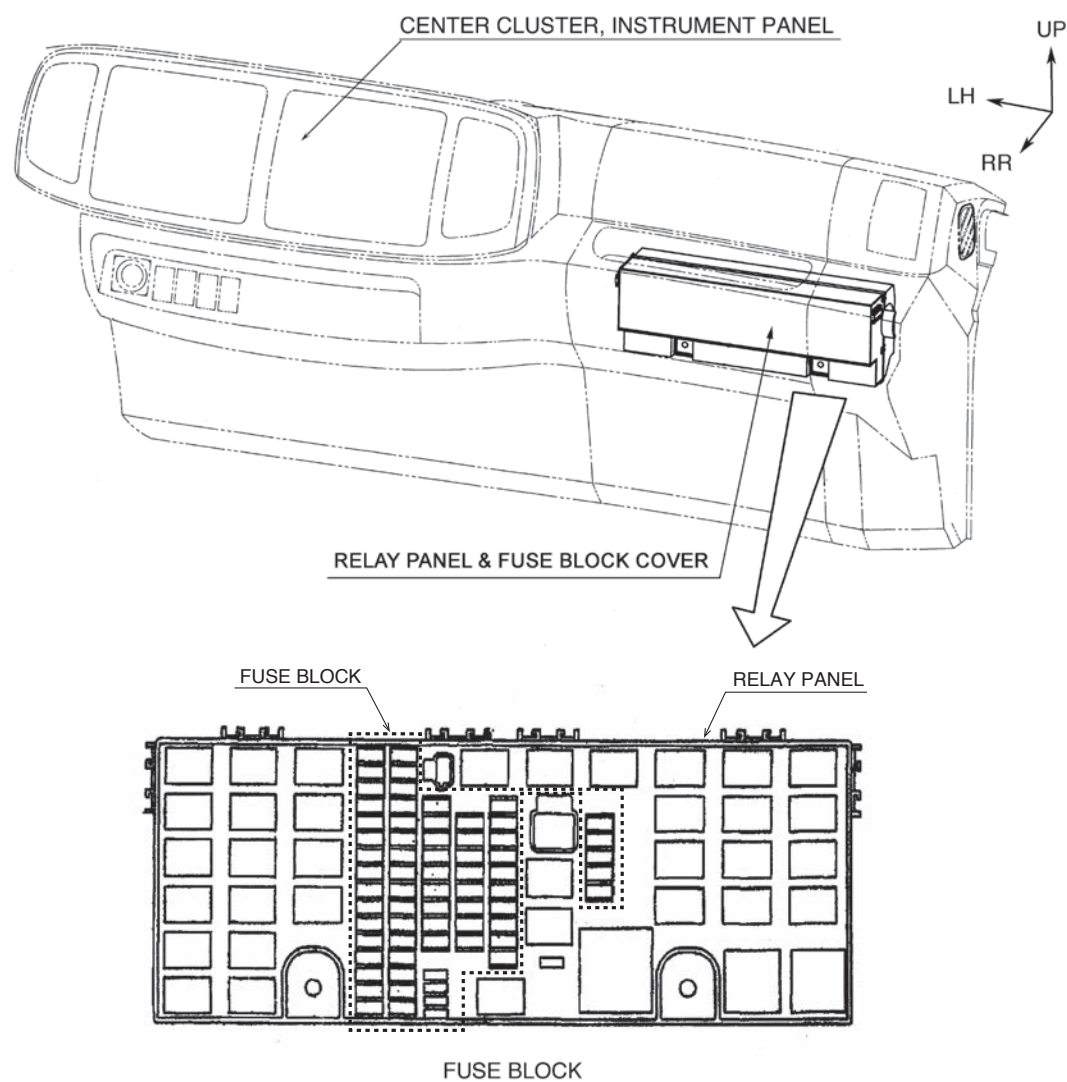 CENTER CLUSTER, INSTRUMENT PANEL
UP
LH
RR
RELAY PANEL & FUSE BLOCK COVER
FUSE BLOCK
RELAY PANEL
FUSE BLOCK